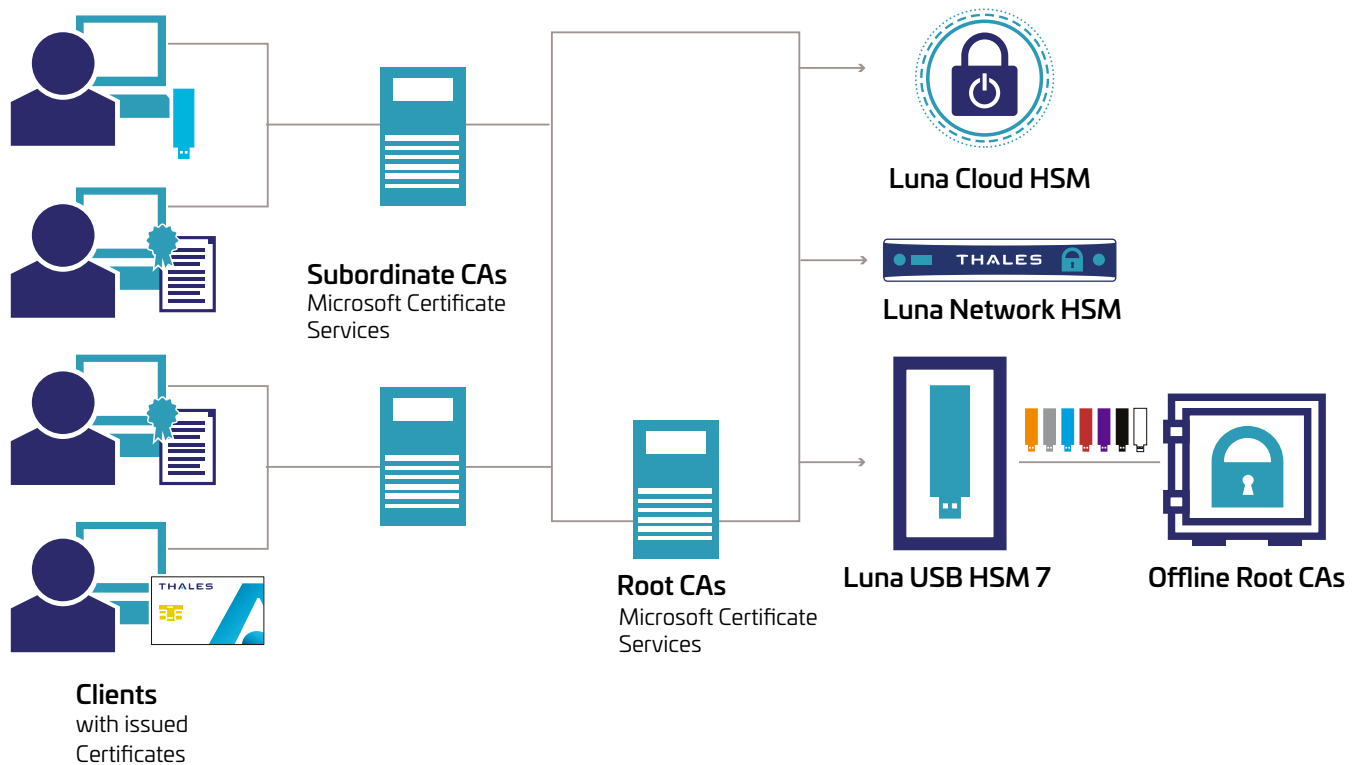 Luna Cloud HSM
Subordinate CAs
Microsoft Certificate
Services
THALES
Luna Network HSM
THALES
Root CAs
Microsoft Certificate
Services
Luna USB HSM 7
Offline Root CAs
Clients
with issued
Certificates